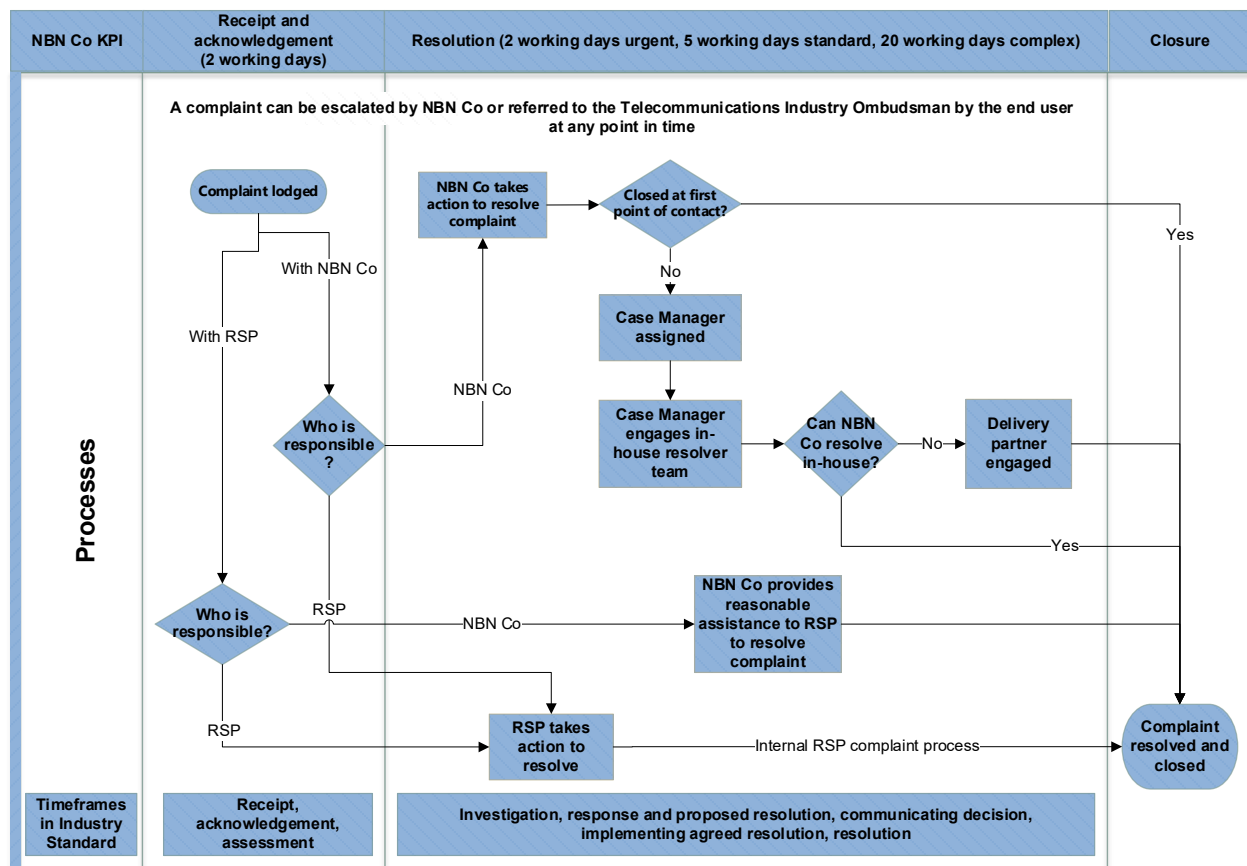 NBN Co KPI
Receipt and
acknowledgement
(2 working days)
Resolution (2 working days urgent, 5 working days standard, 20 working days complex)
Closure
A complaint can be escalated by NBN Co or referred to the Telecommunications Industry Ombudsman by the end user
at any point in time
Processes
Complaint lodged
With NBN Co
With RSP
Who is
responsible
?
NBN Co
NBN Co takes
action to resolve
complaint
Closed at first
point of contact?
Yes
No
Case Manager
assigned
Case Manager
engages in-
house resolver
team
Can NBN
Co resolve
in-house?
No
Delivery
partner
engaged
Yes
Who is
responsible?
RSP
NBN Co
NBN Co provides
reasonable
assistance to RSP
to resolve
complaint
RSP
RSP takes
action to
resolve
Internal RSP complaint process
Complaint
resolved and
closed
Timeframes
in Industry
Standard
Receipt,
acknowledgement,
assessment
Investigation, response and proposed resolution, communicating decision,
implementing agreed resolution, resolution